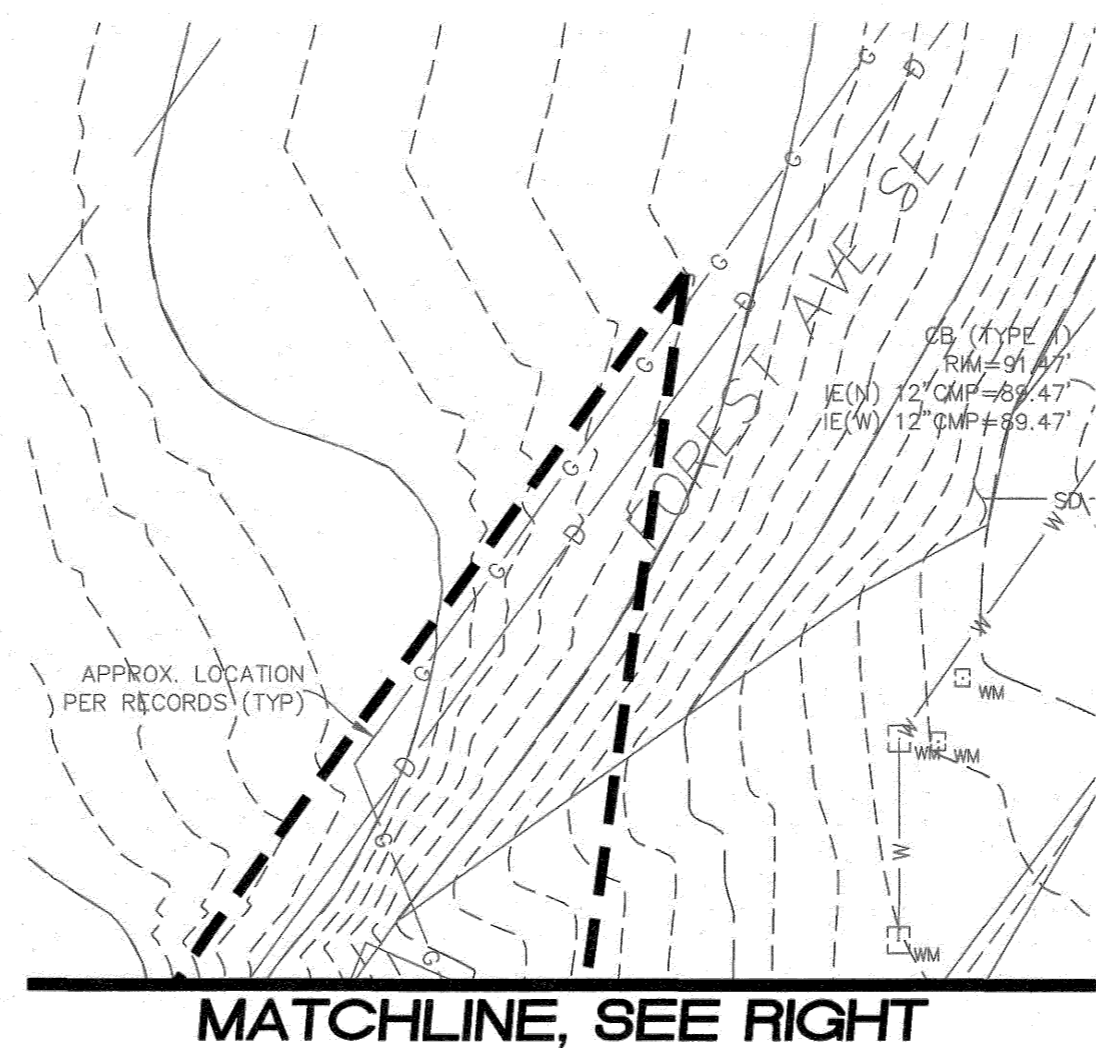 G
D
G
FOREST AVE SE
G
D
CB (TYPE 1)
RIM=91.47'
IE(N) 12"CMP=89.47'
IE(W) 12"CMP=89.47'
G
G
SD
W
D
G
W
APPROX. LOCATION
PER RECORDS (TYP)
G
WM
W
WM
WM
D
G
W
WM
G
MATCHLINE, SEE RIGHT